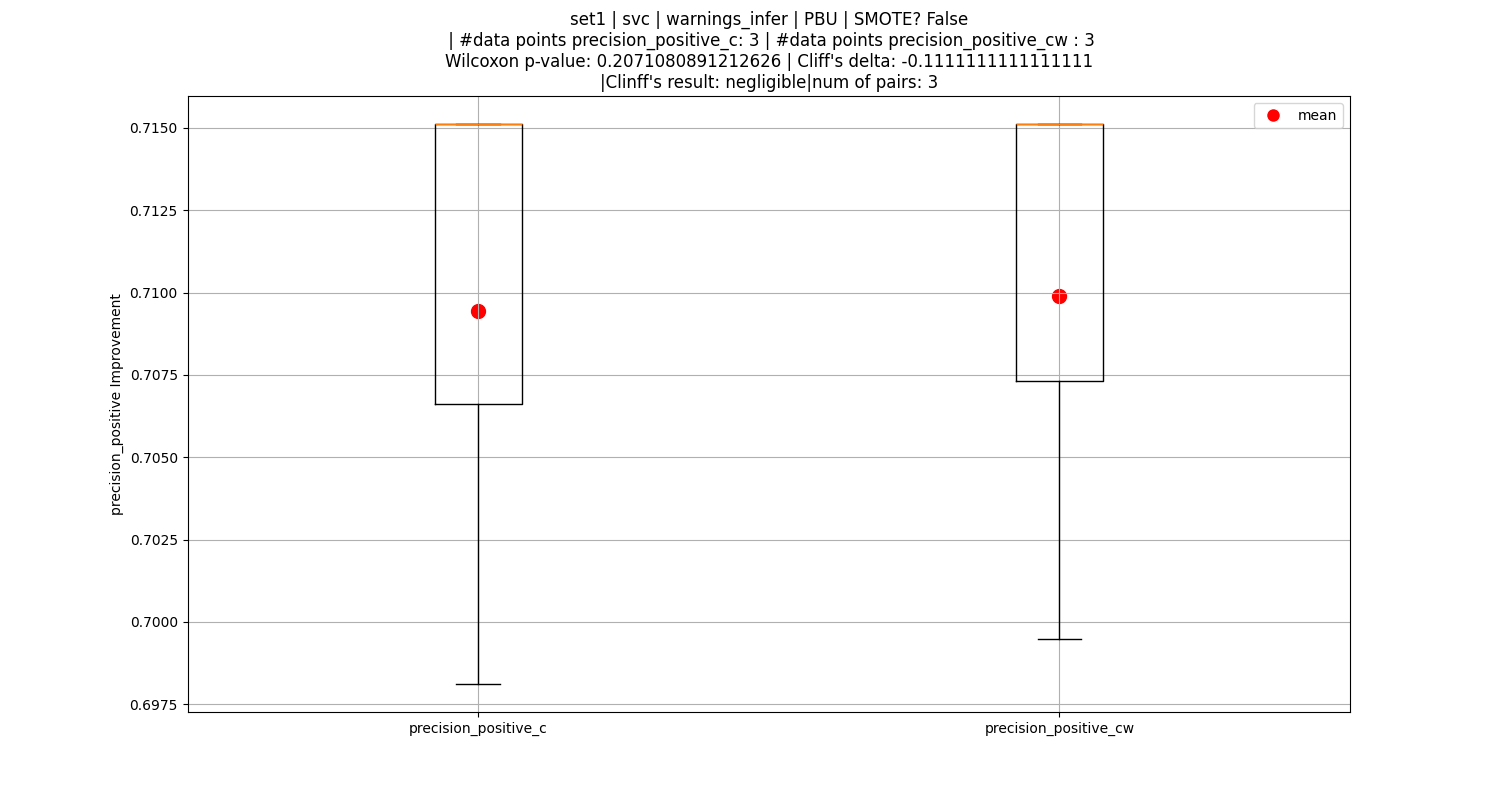 set1 | svc | warnings_infer | PBU | SMOTE? False
| #data points precision_positive_c: 3 | #data points precision_positive_cw : 3
Wilcoxon p-value: 0.2071080891212626 | Cliff's delta: -0.1111111111111111
|Clinff's result: negligible|num of pairs: 3
mean
precision_positive Improvement
0.7150
0.7125
0.7100
0.7075
0.7050
0.7025
0.7000
0.6975
precision_positive_c
precision_positive_cw